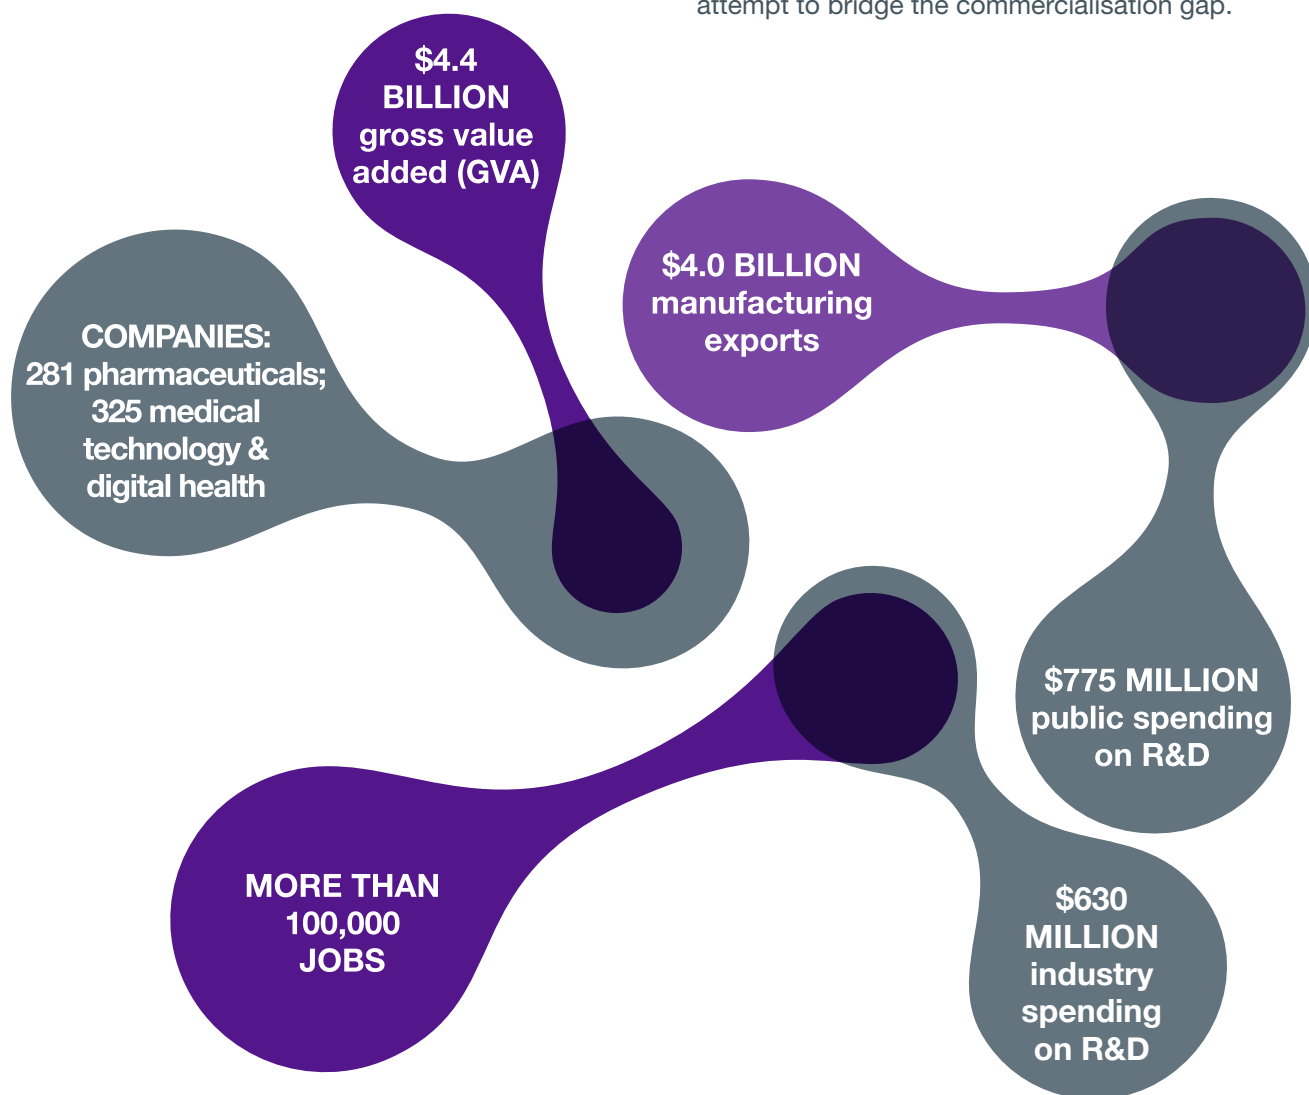 attempt to bridge the commercialisation gap.
$4.4
BILLION
gross value
added (GVA)
$4.0 BILLION
manufacturing
exports
COMPANIES:
281 pharmaceuticals;
325 medical
technology &
digital health
$775 MILLION
public spending
on R&D
MORE THAN
100,000
JOBS
$630
MILLION
industry
spending
on R&D